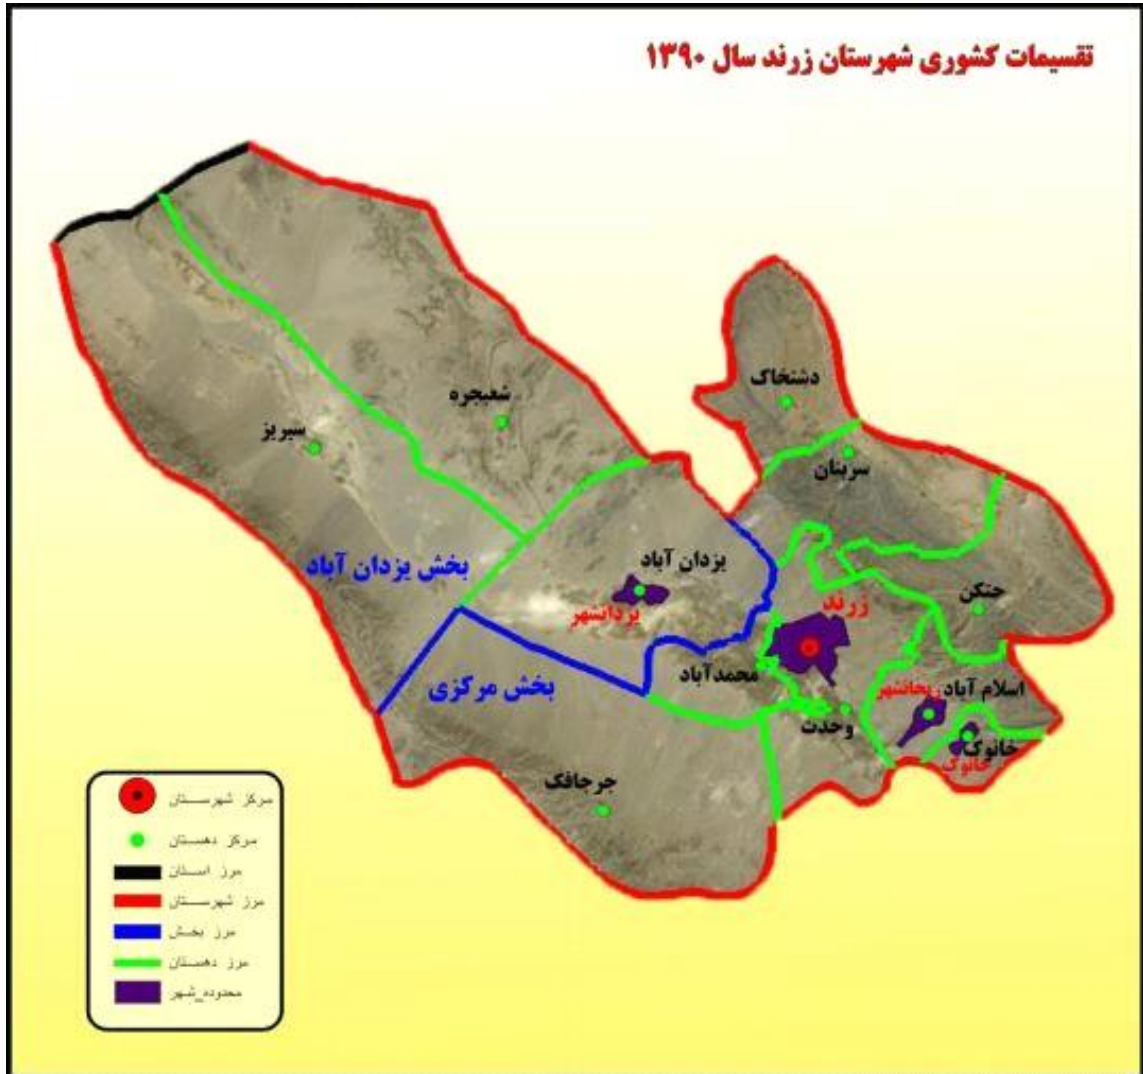 تقسیمات کشوری شهرستان زرند سال ۱۳۹۰
دشتخاک
شعبجره
سیریز
سربنان
یزدان آباد
بخش یزدان آباد
یزدانشهر
زرند
حتکن
محمدآباد
بخش مرکزی
اسلام آباد
ریحانشهر
وحدت
خانوک
خانوک
جرجافک
مرکز شهرستان
مرکز دهستان
مرز استان
مرز شهرستان
مرز بخش
مرز دهستان
محدوده_شهر